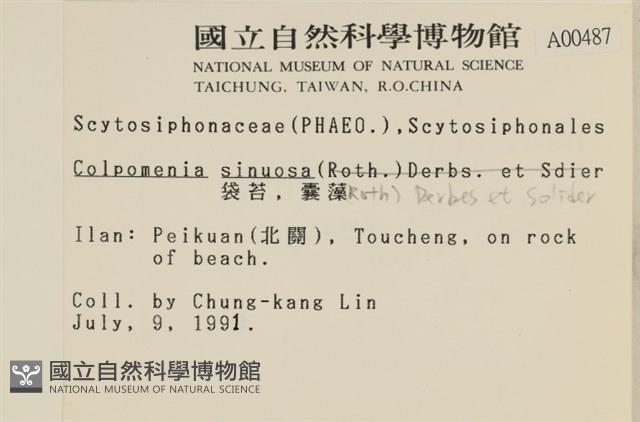 國立自然科學博物館
A00487
NATIONAL MUSEUM OF NATURAL SCIENCE
TAICHUNG, TAIWAN, R.O.CHINA
Scytosiphonaceae(PHAEO.),Scytosiphonales
Colpomenia sinuosa(Roth.)Derbs. et Sdier
袋苔, 囊藻(Roth) Derbes et Solider
Ilan: Peikuan(北關), Toucheng, on rock
of beach.
Coll. by Chung-kang Lin
July, 9, 1991.
國立自然科學博物館
NATIONAL MUSEUM OF NATURAL SCIENCE